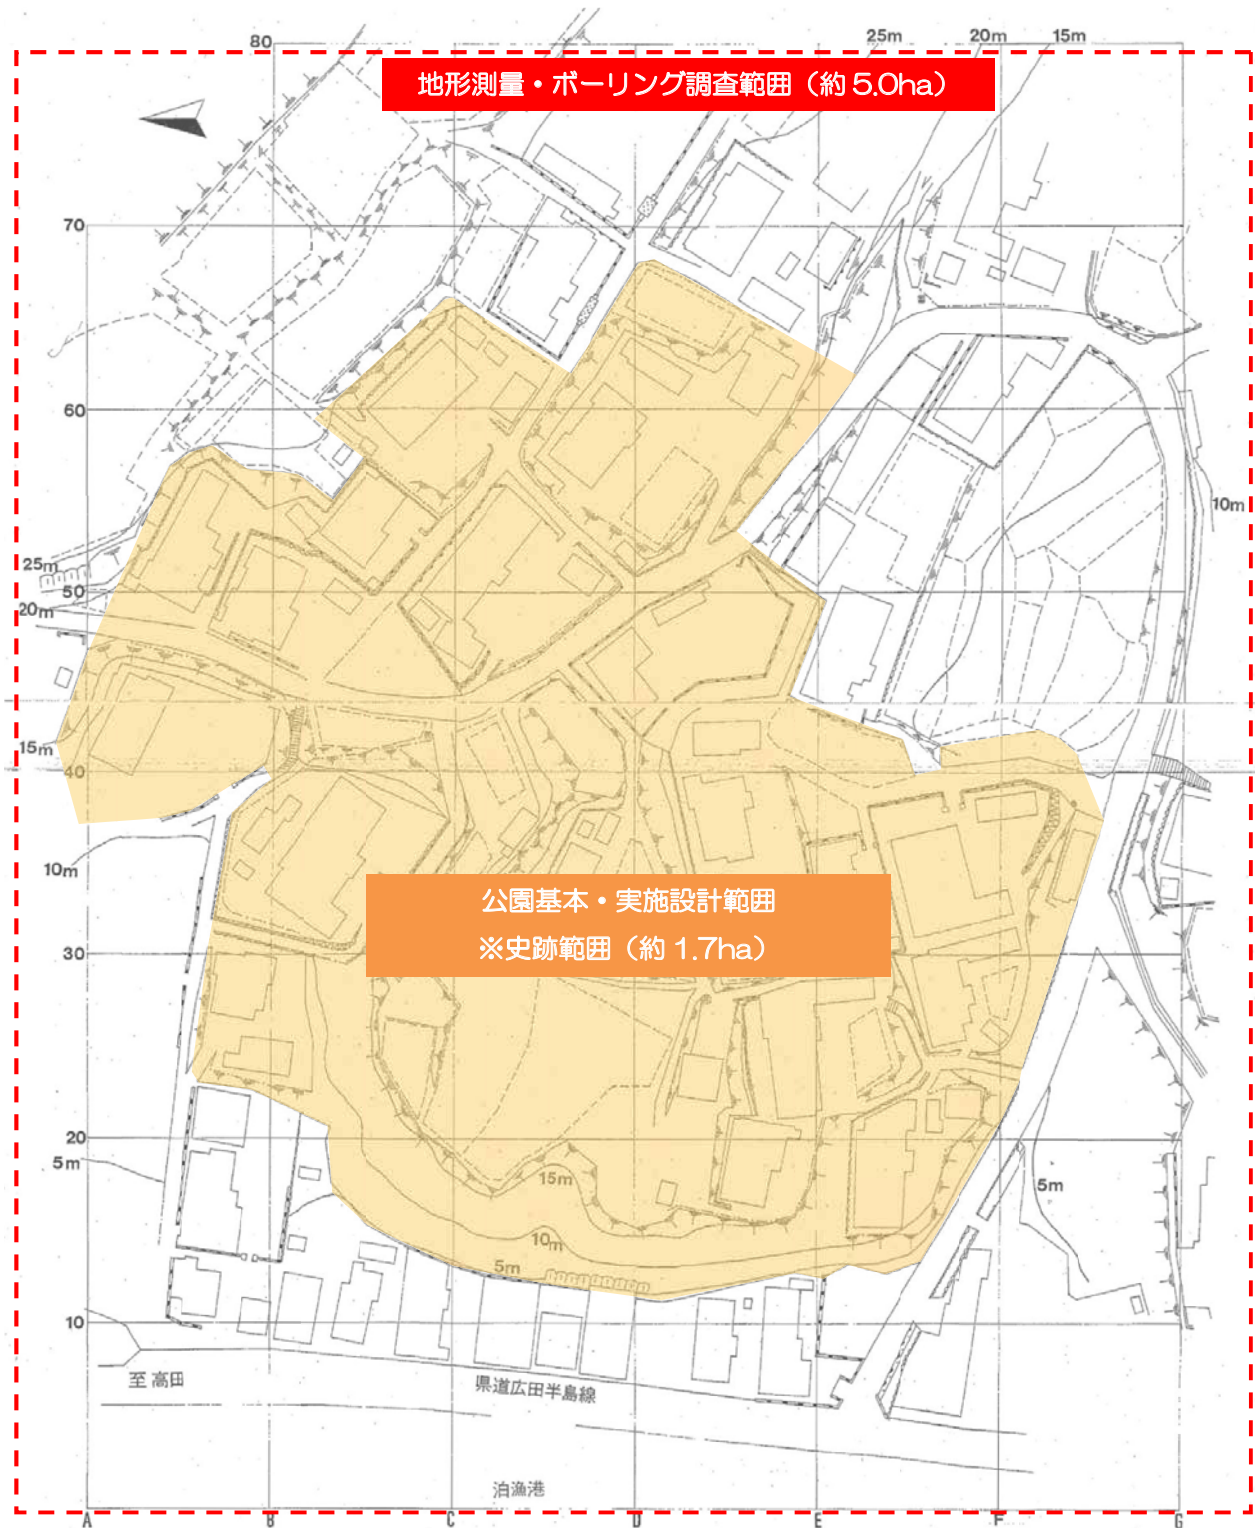 80
25m
20m
15m
地形測量・ボーリング調査範囲（約 5.0ha）
70
60
10m
25m
50
20m
15m
40
10m
公園基本・実施設計範囲
※史跡範囲（約 1.7ha）
30
20
5m
15m
5m
10m
5m
10
至 高田
県道広田半島線
泊漁港
A
B
C
D
E
F
G